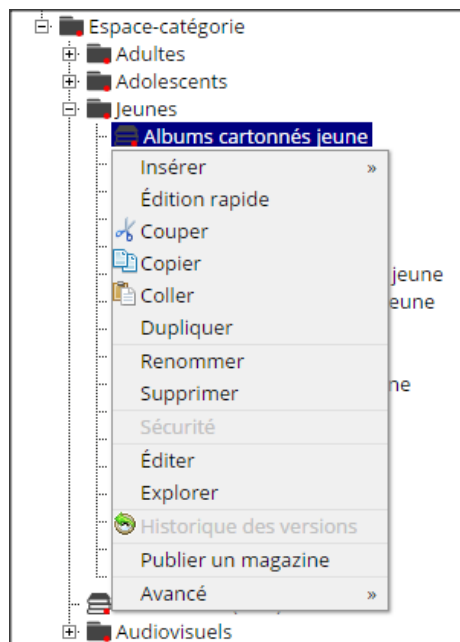 Espace-catégorie
Adultes
Adolescents
Jeunes
Albums cartonnés jeune
Insérer »
Édition rapide
Couper
Copier
jeune
Coller
eune
Dupliquer
Renommer
ne
Supprimer
Sécurité
Éditer
Explorer
Historique des versions
Publier un magazine
Avancé »
Audiovisuels